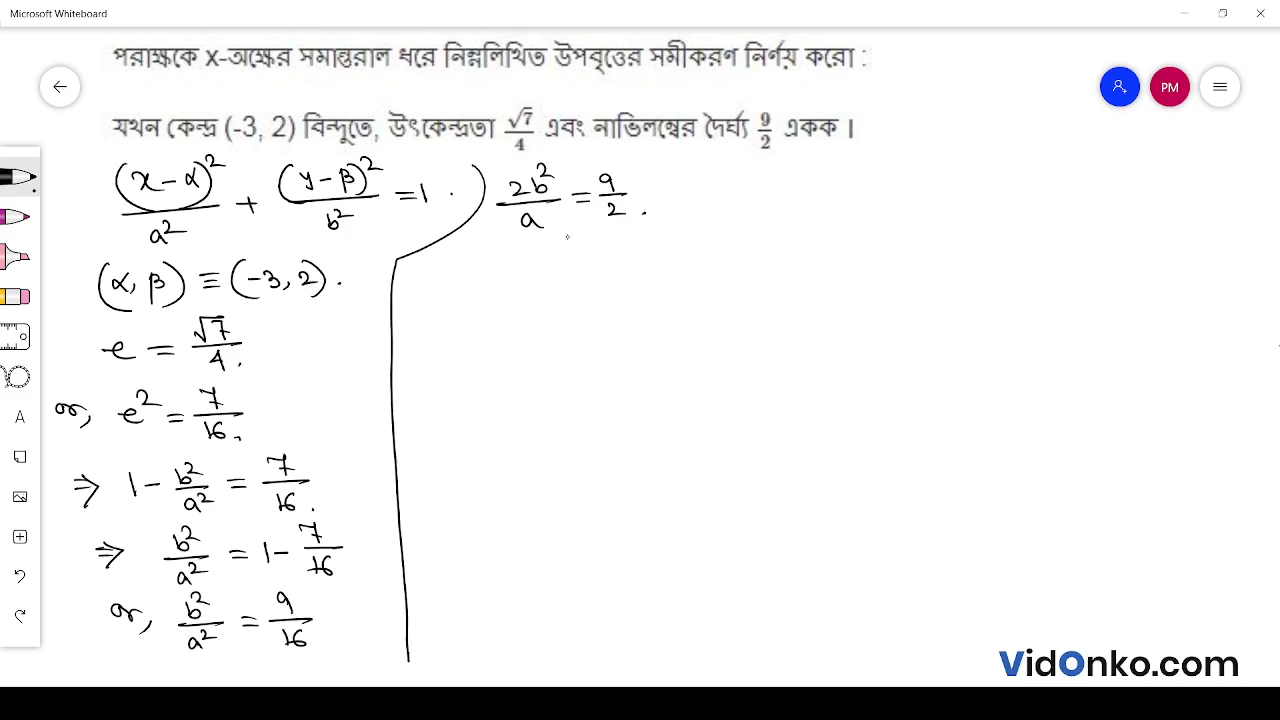 Microsoft Whiteboard
পরাক্ষকে x-অক্ষের সমান্তরাল ধরে নিম্নলিখিত উপবৃত্তের সমীকরণ নির্ণয় করো :
PM
যখন কেন্দ্র (-3, 2) বিন্দুতে, উৎকেন্দ্রতা √7/4 এবং নাভিলম্বের দৈর্ঘ্য 9/2 একক ।
(x-α)²/a² + (y-β)²/b² = 1 .
(α, β) ≡ (-3, 2) .
e = √7/4 .
or, e² = 7/16 .
⇒ 1 - b²/a² = 7/16 .
⇒ b²/a² = 1 - 7/16
or, b²/a² = 9/16
2b²/a = 9/2 .
A
VidOnko.com